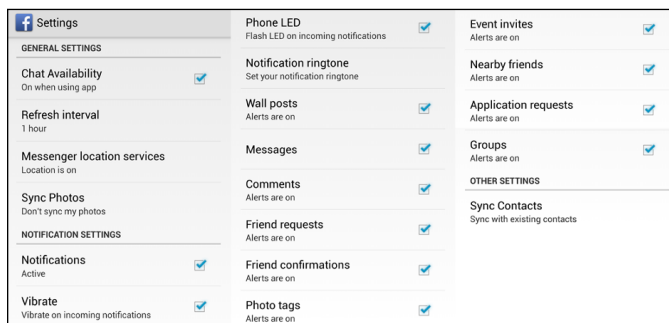 Settings
GENERAL SETTINGS
Chat Availability
On when using app
Refresh interval
1 hour
Messenger location services
Location is on
Sync Photos
Don't sync my photos
NOTIFICATION SETTINGS
Notifications
Active
Vibrate
Vibrate on incoming notifications
Phone LED
Flash LED on incoming notifications
Notification ringtone
Set your notification ringtone
Wall posts
Alerts are on
Messages
Comments
Alerts are on
Friend requests
Alerts are on
Friend confirmations
Alerts are on
Photo tags
Alerts are on
Event invites
Alerts are on
Nearby friends
Alerts are on
Application requests
Alerts are on
Groups
Alerts are on
OTHER SETTINGS
Sync Contacts
Sync with existing contacts